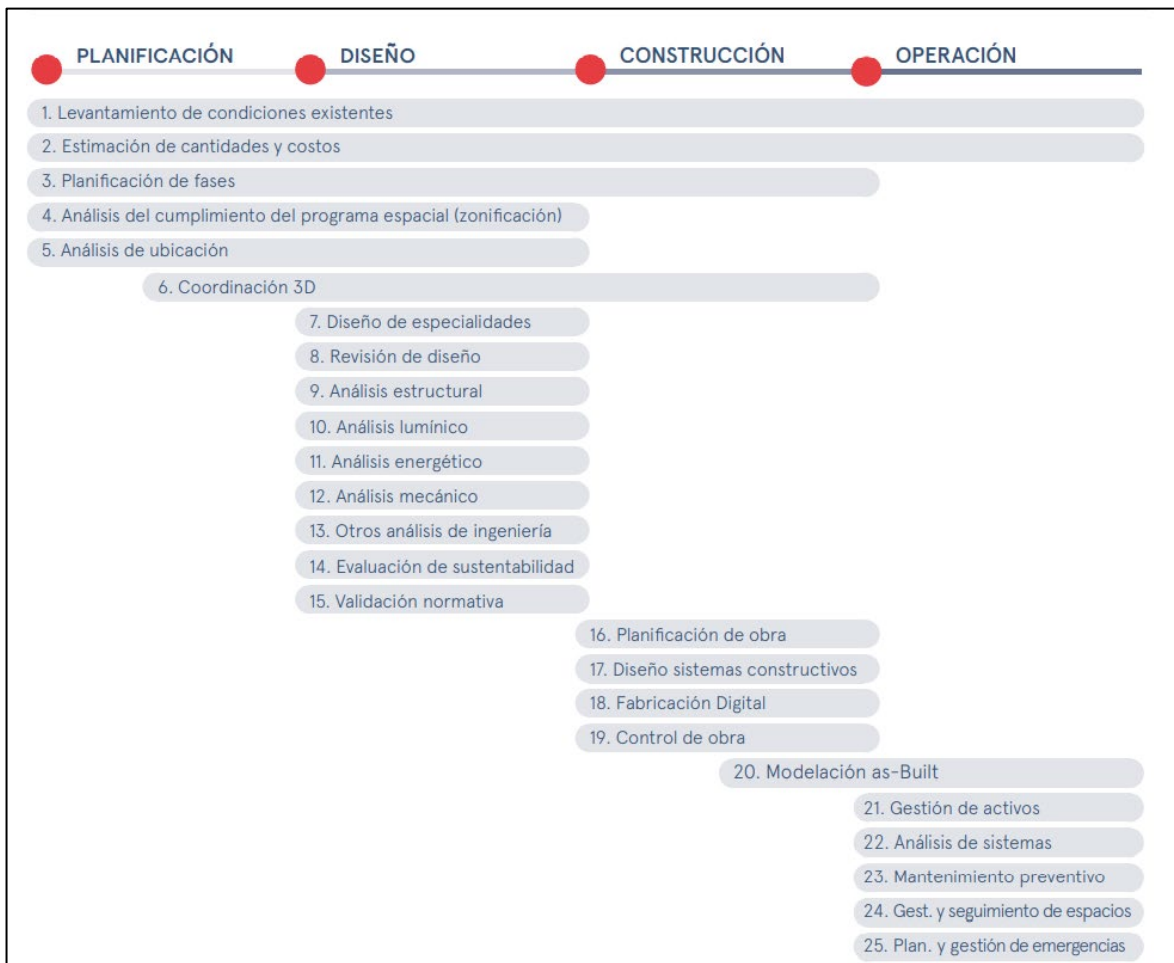 PLANIFICACIÓN
DISEÑO
CONSTRUCCIÓN
OPERACIÓN
1. Levantamiento de condiciones existentes
2. Estimación de cantidades y costos
3. Planificación de fases
4. Análisis del cumplimiento del programa espacial (zonificación)
5. Análisis de ubicación
6. Coordinación 3D
7. Diseño de especialidades
8. Revisión de diseño
9. Análisis estructural
10. Análisis lumínico
11. Análisis energético
12. Análisis mecánico
13. Otros análisis de ingeniería
14. Evaluación de sustentabilidad
15. Validación normativa
16. Planificación de obra
17. Diseño sistemas constructivos
18. Fabricación Digital
19. Control de obra
20. Modelación as-Built
21. Gestión de activos
22. Análisis de sistemas
23. Mantenimiento preventivo
24. Gest. y seguimiento de espacios
25. Plan. y gestión de emergencias